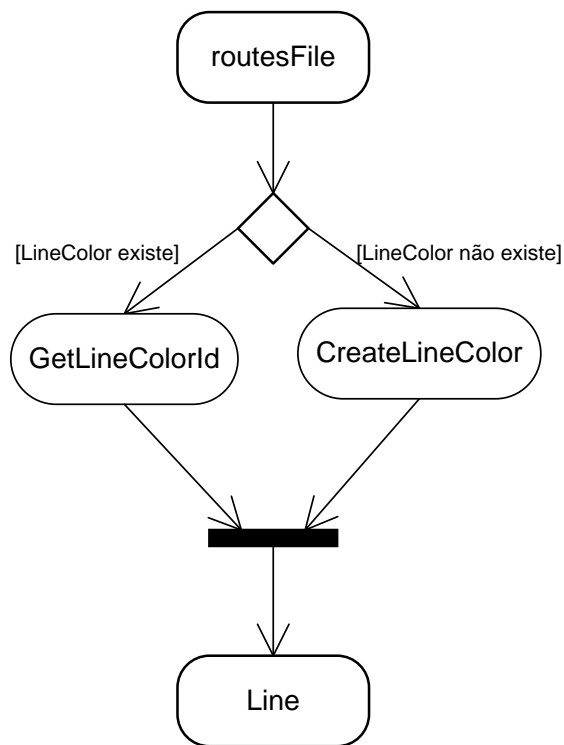 routesFile
[LineColor existe]
[LineColor não existe]
GetLineColorId
CreateLineColor
Line